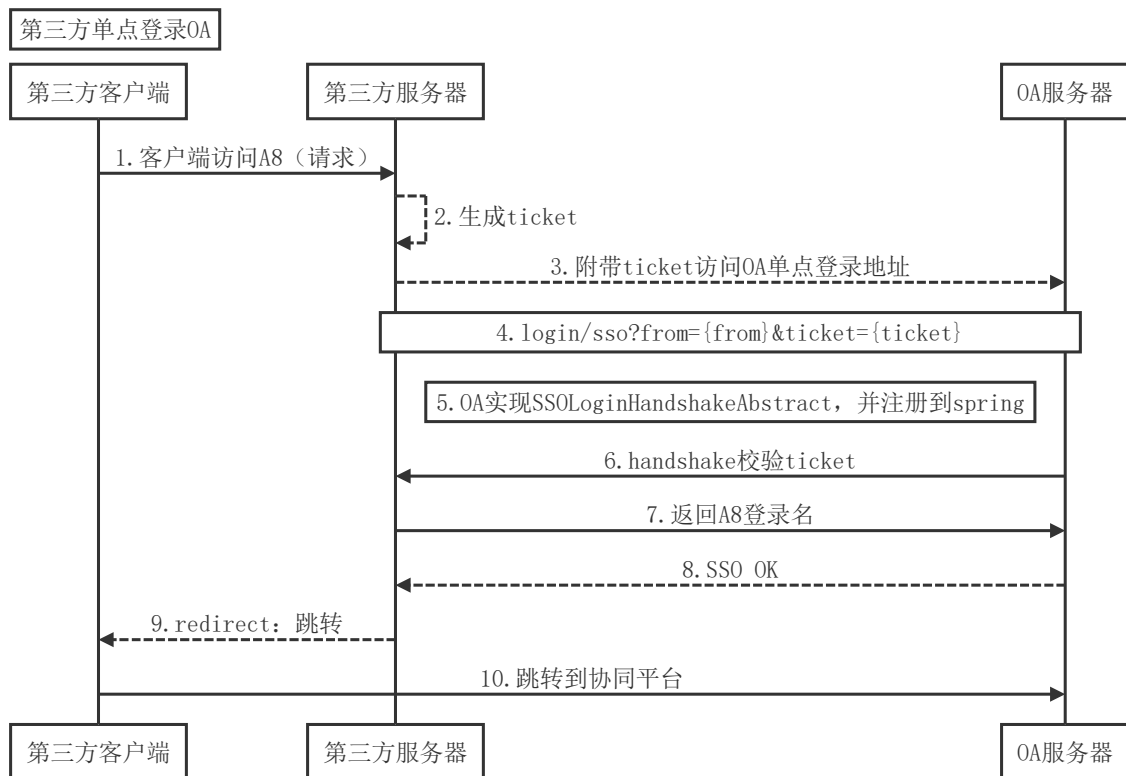 第三方单点登录OA
第三方客户端
第三方服务器
OA服务器
1.客户端访问A8（请求）
2.生成ticket
3.附带ticket访问OA单点登录地址
4.login/sso?from={from}&ticket={ticket}
5.OA实现SSOLoginHandshakeAbstract，并注册到spring
6.handshake校验ticket
7.返回A8登录名
8.SSO OK
9.redirect：跳转
10.跳转到协同平台
第三方客户端
第三方服务器
OA服务器